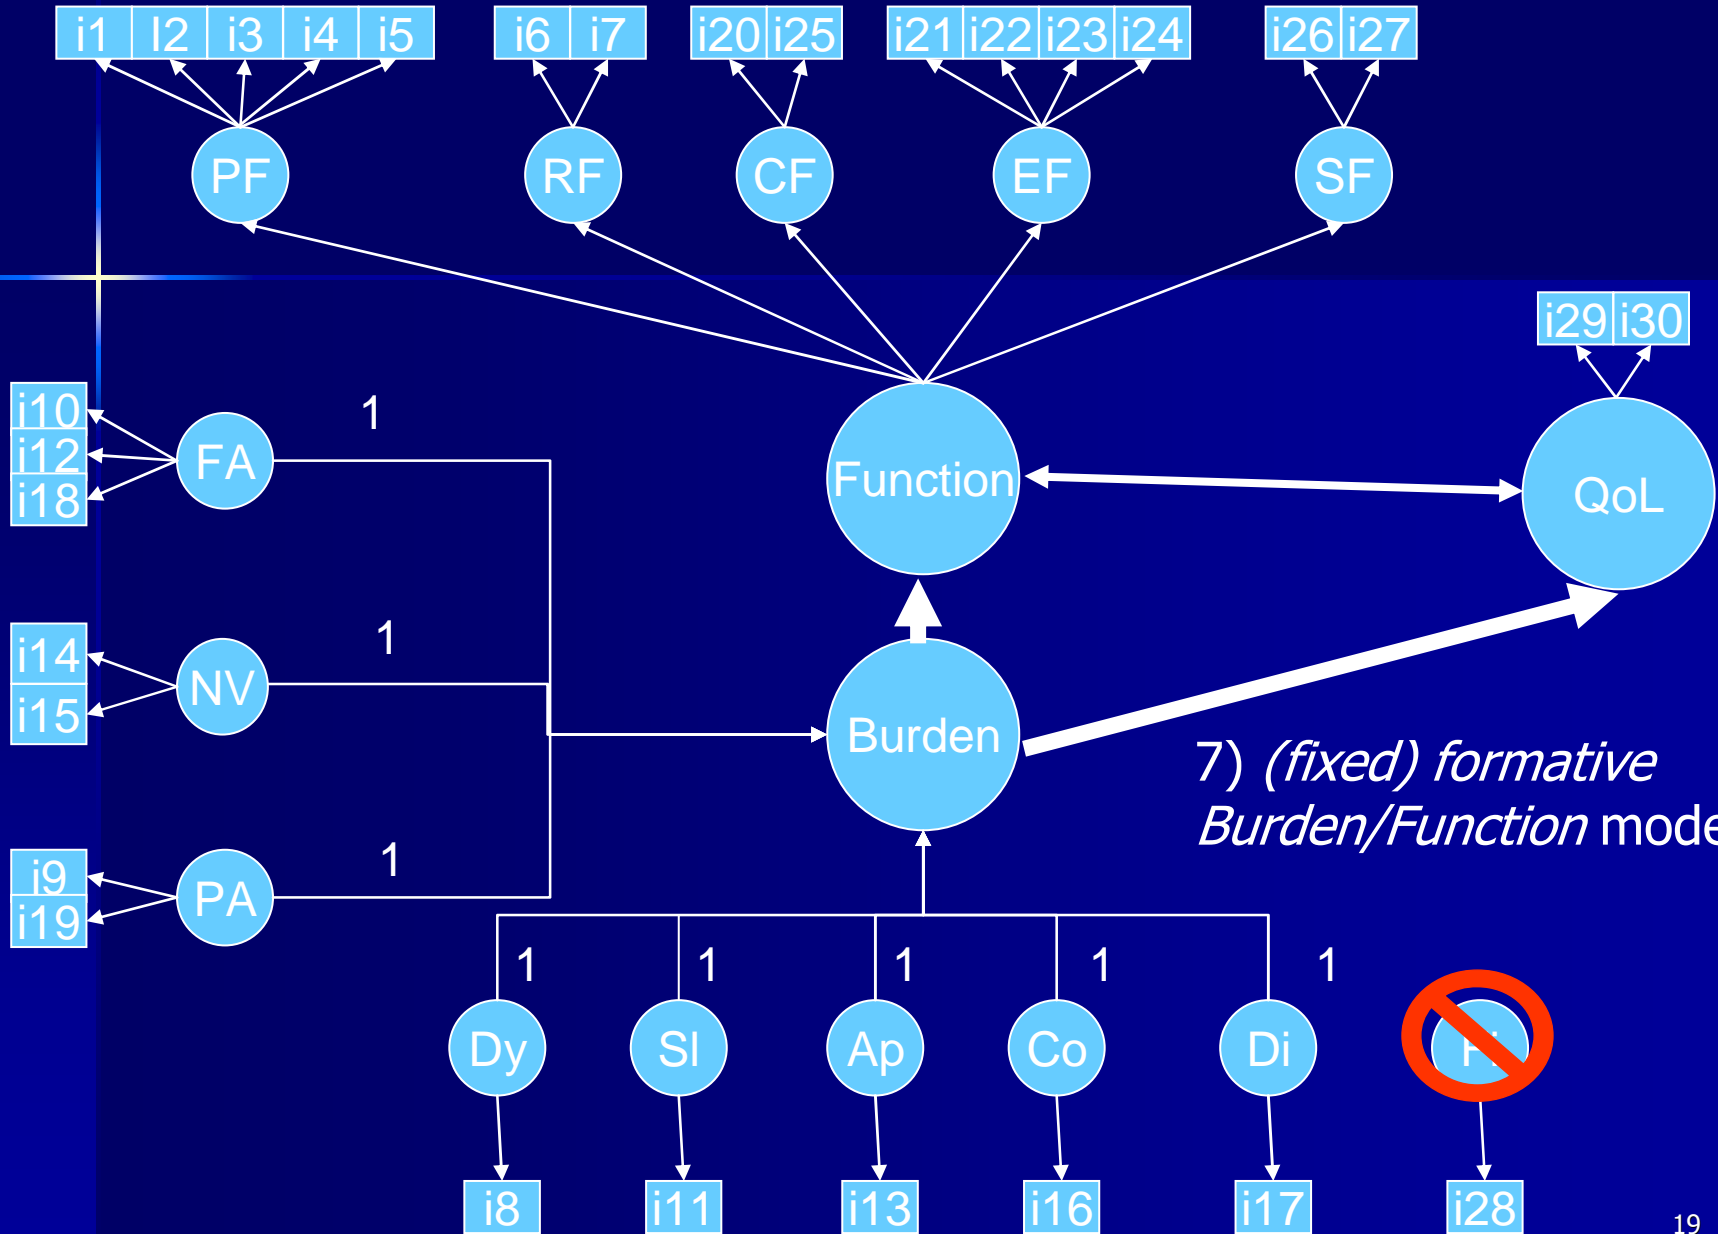 i1 I2 i3 i4 i5 i6 i7 i20 i25 i21 i22 i23 i24 i26 i27
PF RF CF EF SF
i29 i30
i10
i12
i18
FA
1
Function
QoL
i14
i15
NV
1
Burden
7) (fixed) formative
Burden/Function mode
i9
i19
PA
1
1 1 1 1 1
Dy Sl Ap Co Di
i8 i11 i13 i16 i17 i28
19